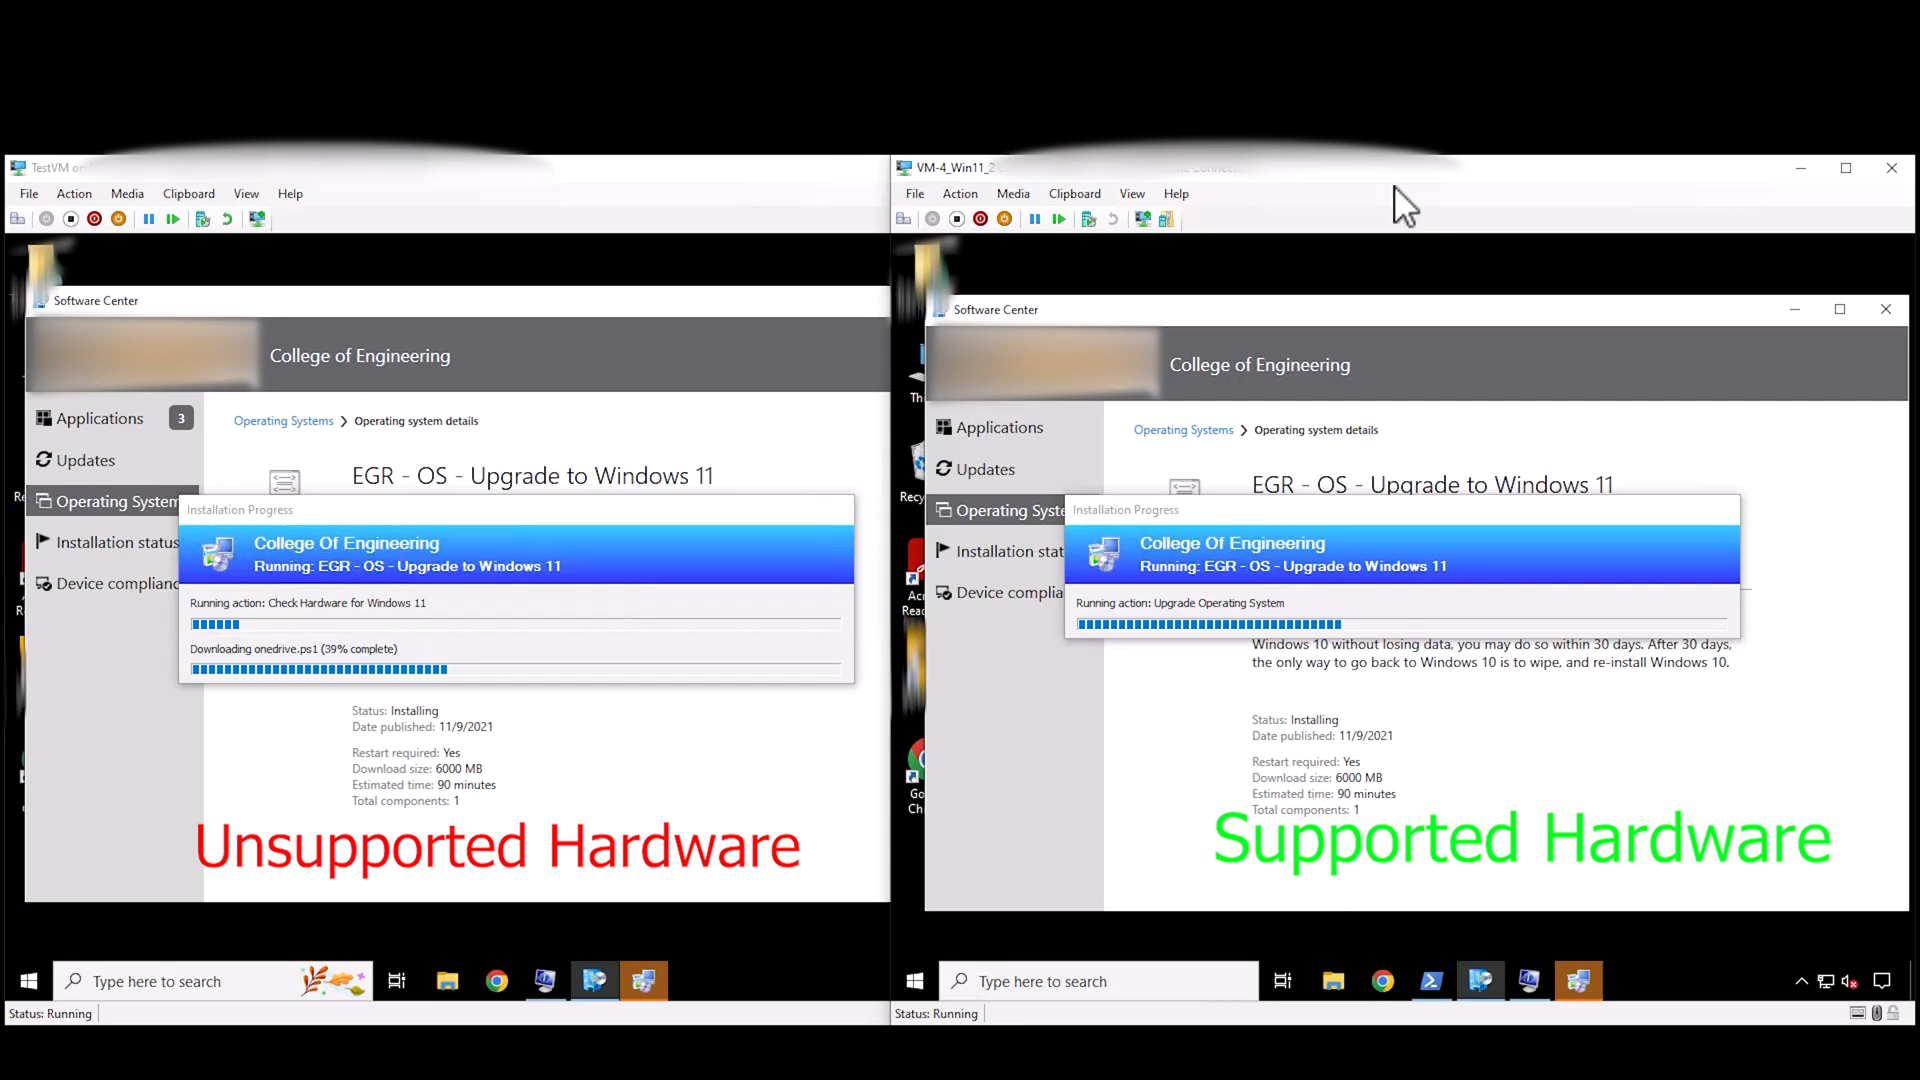 TestVM on
File Action Media Clipboard View Help
Software Center
College of Engineering
Applications 3
Updates
Operating System
Installation status
Device complianc
Operating Systems > Operating system details
EGR - OS - Upgrade to Windows 11
Installation Progress
College Of Engineering
Running: EGR - OS - Upgrade to Windows 11
Running action: Check Hardware for Windows 11
Downloading onedrive.ps1 (39% complete)
Status: Installing
Date published: 11/9/2021
Restart required: Yes
Download size: 6000 MB
Estimated time: 90 minutes
Total components: 1
Unsupported Hardware
Type here to search
Status: Running
VM-4_Win11_2
File Action Media Clipboard View Help
Software Center
College of Engineering
Thi
Recy
Acr
Read
Go
Ch
Applications
Updates
Operating Syste
Installation stat
Device complia
Operating Systems > Operating system details
EGR - OS - Upgrade to Windows 11
Installation Progress
College Of Engineering
Running: EGR - OS - Upgrade to Windows 11
Running action: Upgrade Operating System
Windows 10 without losing data, you may do so within 30 days. After 30 days,
the only way to go back to Windows 10 is to wipe, and re-install Windows 10.
Status: Installing
Date published: 11/9/2021
Restart required: Yes
Download size: 6000 MB
Estimated time: 90 minutes
Total components: 1
Supported Hardware
Type here to search
Status: Running